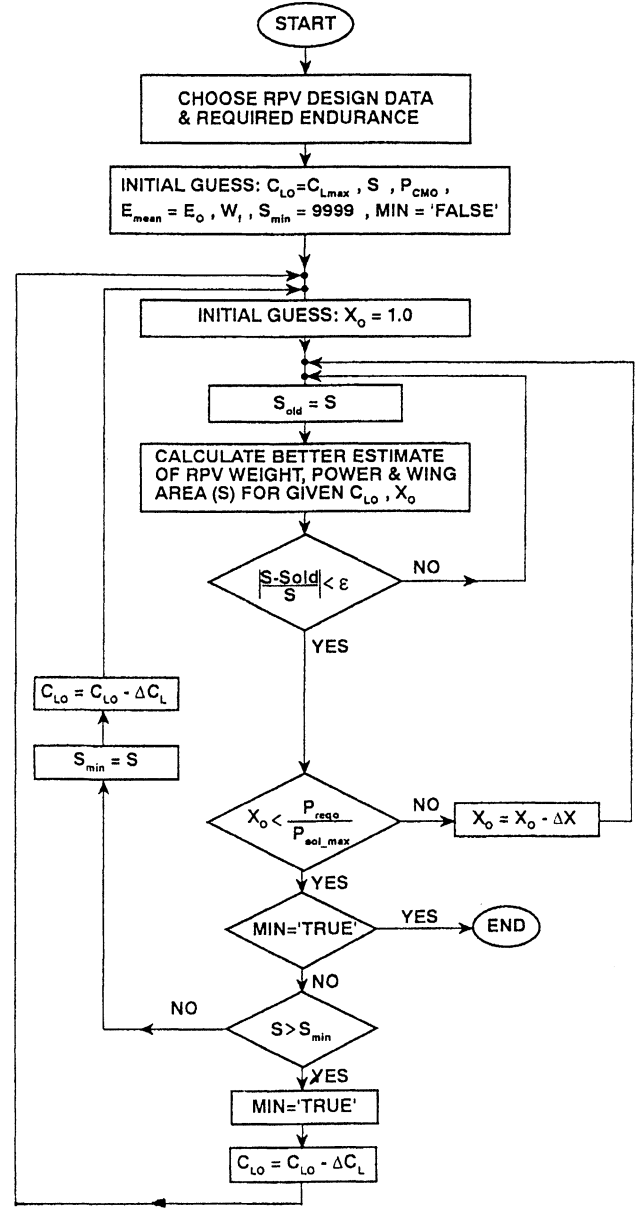 START
CHOOSE RPV DESIGN DATA
& REQUIRED ENDURANCE
INITIAL GUESS: C_LO=C_Lmax , S , P_CMO ,
E_mean = E_O , W_f , S_min = 9999 , MIN = 'FALSE'
INITIAL GUESS: X_O = 1.0
S_old = S
CALCULATE BETTER ESTIMATE
OF RPV WEIGHT, POWER & WING
AREA (S) FOR GIVEN C_LO , X_O
|S-Sold
S| < ε
NO
YES
C_LO = C_LO - ΔC_L
S_min = S
X_O < P_reqo
P_sol_max
NO
X_O = X_O - ΔX
YES
MIN='TRUE'
YES
END
NO
S > S_min
NO
YES
MIN='TRUE'
C_LO = C_LO - ΔC_L